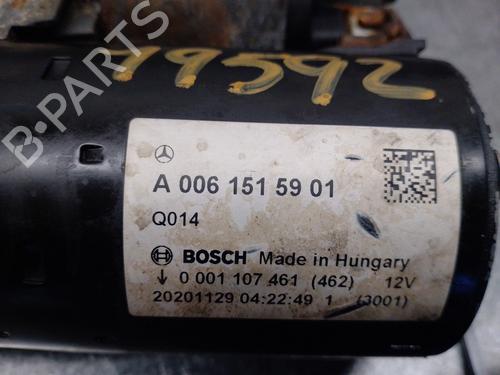 79592
B-PARTS
A 006 151 59 01
Q014
BOSCH Made in Hungary
↓ 0 001 107 461 (462) 12V
20201129 04:22:49 1 (3001)